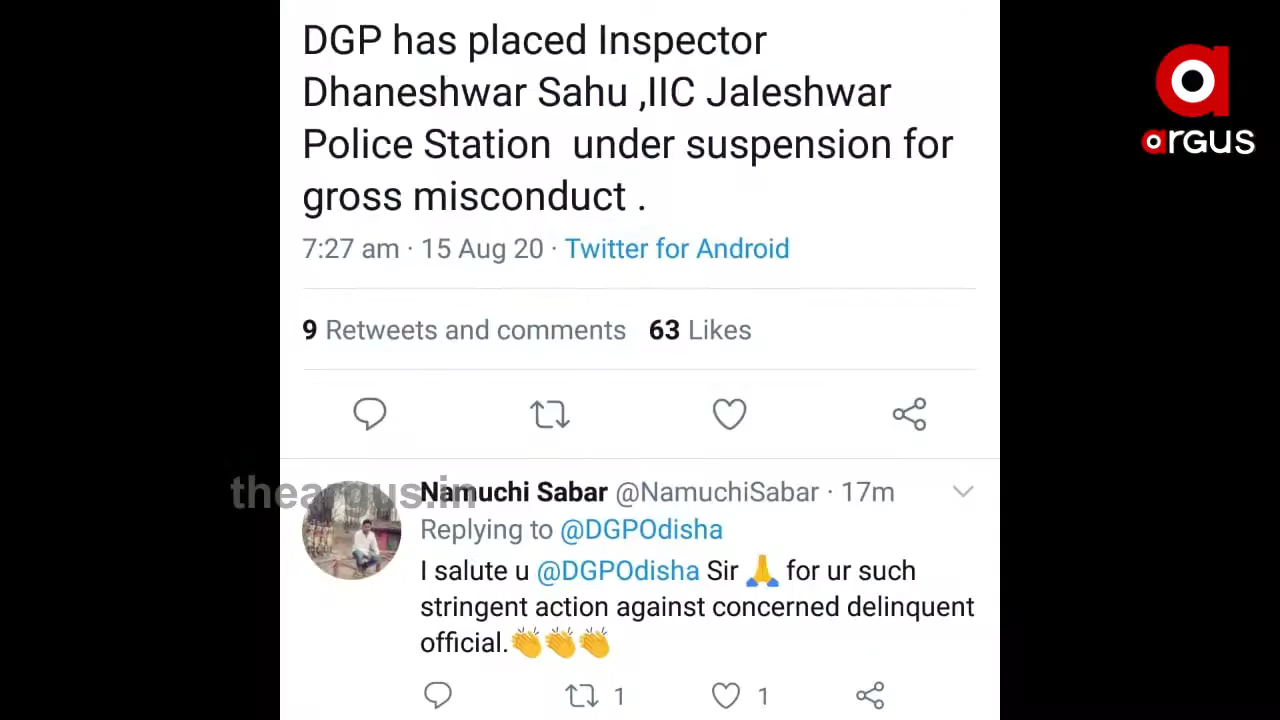 DGP has placed Inspector
Dhaneshwar Sahu ,IIC Jaleshwar
Police Station under suspension for
gross misconduct .
7:27 am · 15 Aug 20 · Twitter for Android
9 Retweets and comments 63 Likes
argus
theargus.in
Namuchi Sabar @NamuchiSabar · 17m
Replying to @DGPOdisha
I salute u @DGPOdisha Sir 🙏 for ur such
stringent action against concerned delinquent
official.👏👏👏
1 1